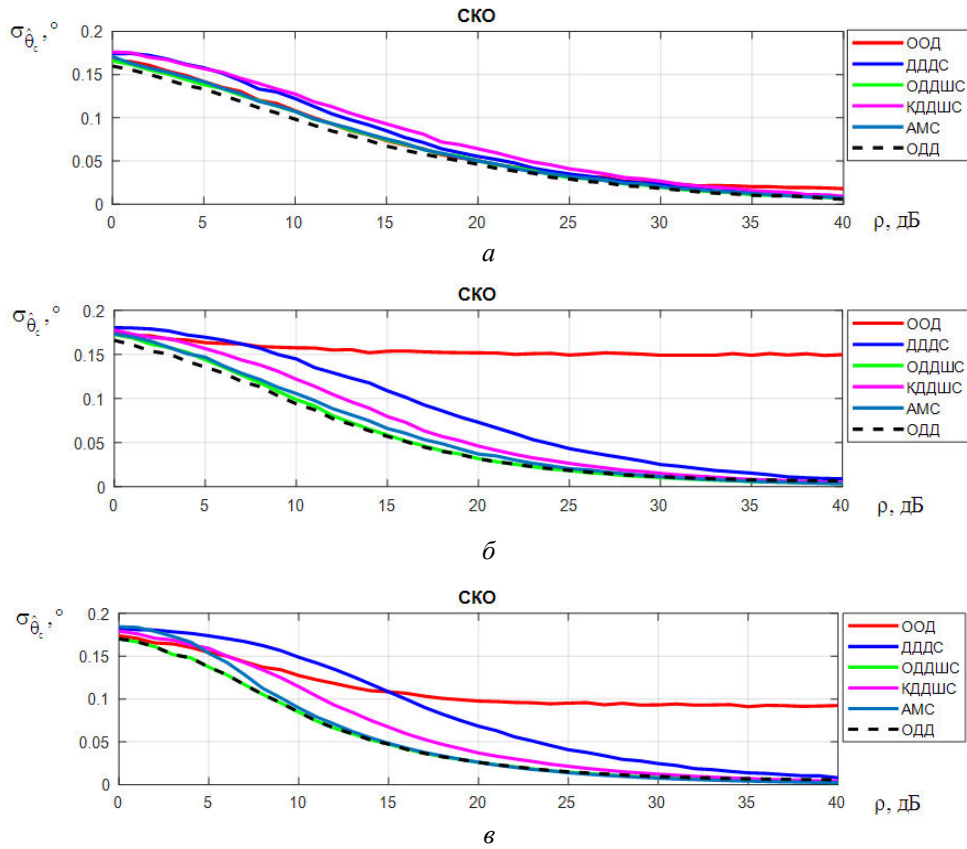 СКО
σθ̂c, °
0.2
0.15
0.1
0.05
0
0 5 10 15 20 25 30 35 40
ρ, дБ
ООД
ДДДС
ОДДШС
КДДШС
АМС
ОДД
а
СКО
σθ̂c, °
0.2
0.15
0.1
0.05
0
0 5 10 15 20 25 30 35 40
ρ, дБ
ООД
ДДДС
ОДДШС
КДДШС
АМС
ОДД
б
СКО
σθ̂c, °
0.2
0.15
0.1
0.05
0
0 5 10 15 20 25 30 35 40
ρ, дБ
ООД
ДДДС
ОДДШС
КДДШС
АМС
ОДД
в